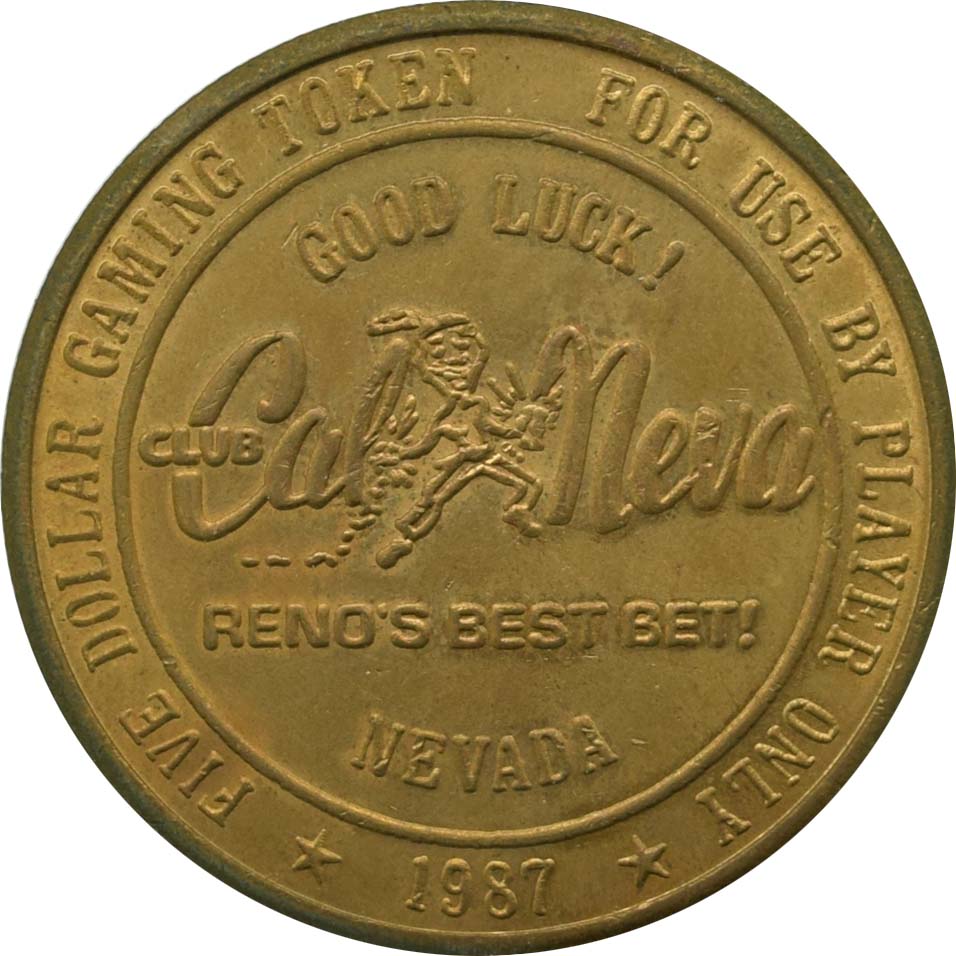 FIVE DOLLAR GAMING TOKEN FOR USE BY PLAYER ONLY
GOOD LUCK!
CLUB Cal Neva
RENO'S BEST BET!
NEVADA
1987